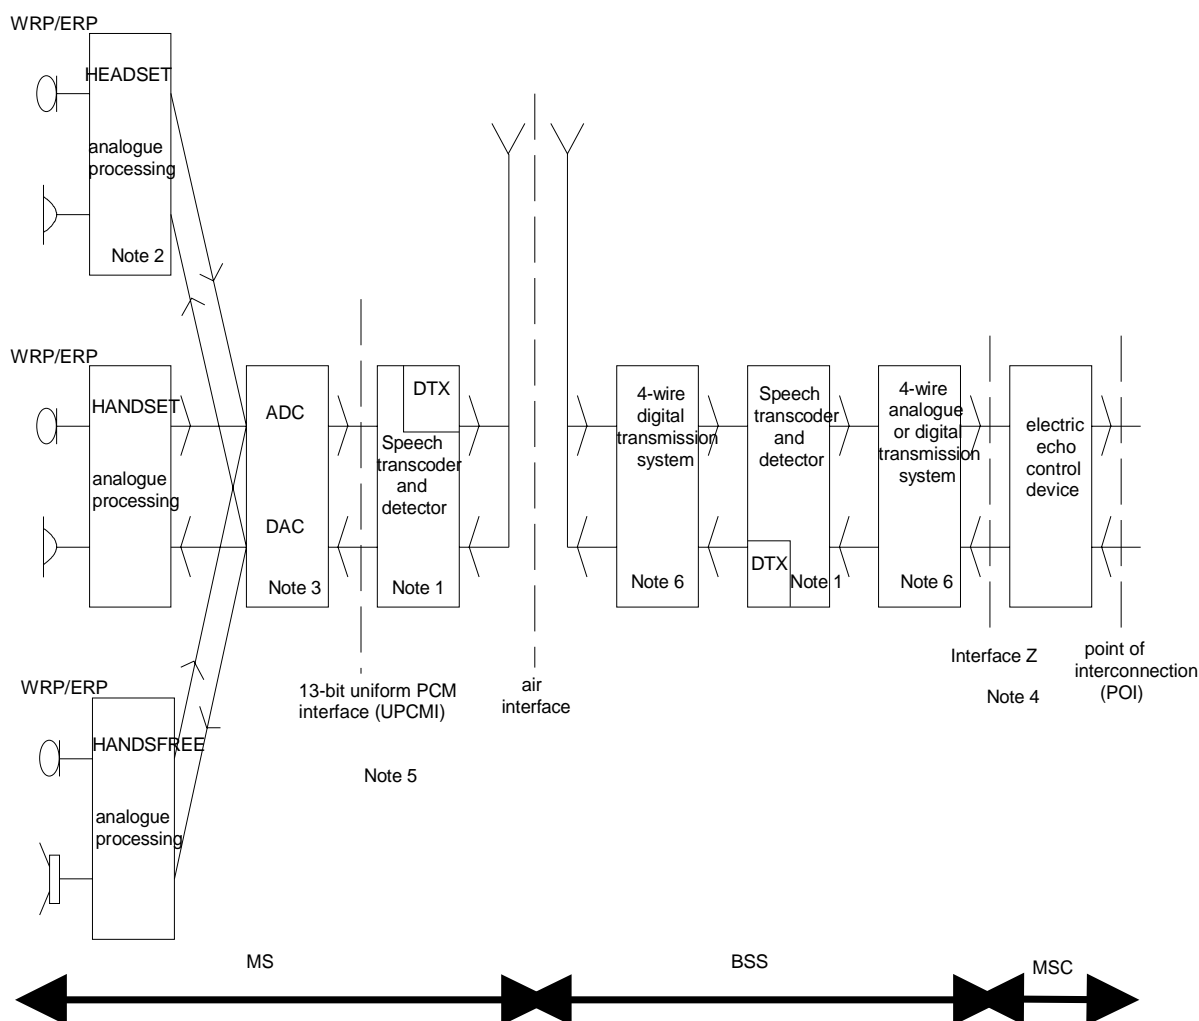 WRP/ERP
HEADSET
analogue
processing
Note 2
WRP/ERP
HANDSET
analogue
processing
ADC
DAC
Note 3
DTX
Speech
transcoder
and
detector
Note 1
4-wire
digital
transmission
system
Note 6
Speech
transcoder
and
detector
DTX
Note 1
4-wire
analogue
or digital
transmission
system
Note 6
electric
echo
control
device
WRP/ERP
HANDSFREE
analogue
processing
13-bit uniform PCM
interface (UPCMI)
Note 5
air
interface
Interface Z
Note 4
point of
interconnection
(POI)
MS
BSS
MSC